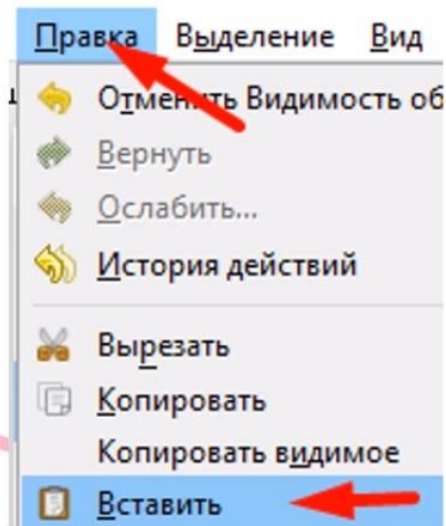 Правка Выделение Вид
Отменить Видимость об
Вернуть
Ослабить...
История действий
Вырезать
Копировать
Копировать видимое
Вставить